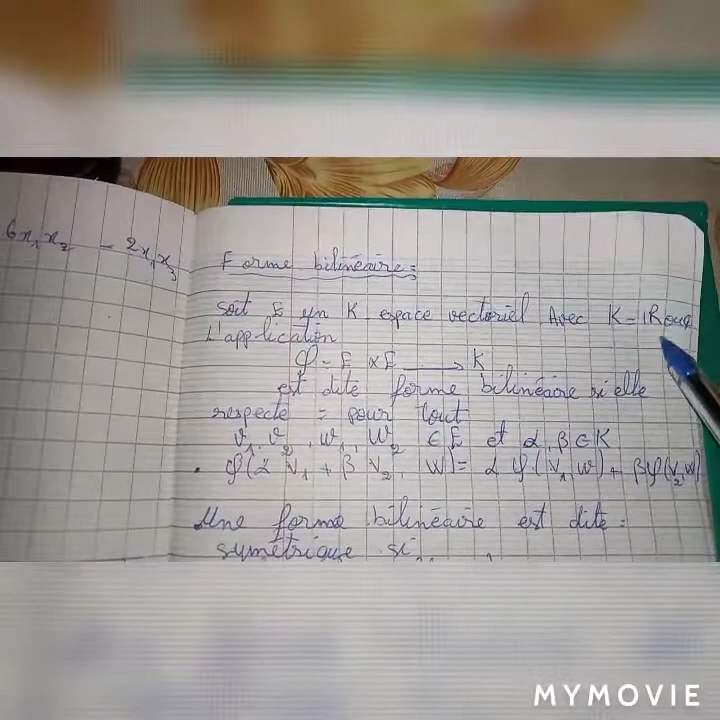 6x₁x₂ - 2x₁x₃
Forme bilinéaire:
soit E un K espace vectoriel Avec K = IR ou
L'application
φ = E × E → K
est dite forme bilinéaire si elle
respecte = pour tout
v₁, v₂, w₁, w₂ ∈ E et α, β ∈ K
. φ(α V₁ + β V₂, W) = α φ(V₁, W) + β φ(V₂, W)
Une forme bilinéaire est dite :
symétrique si
MYMOVIE